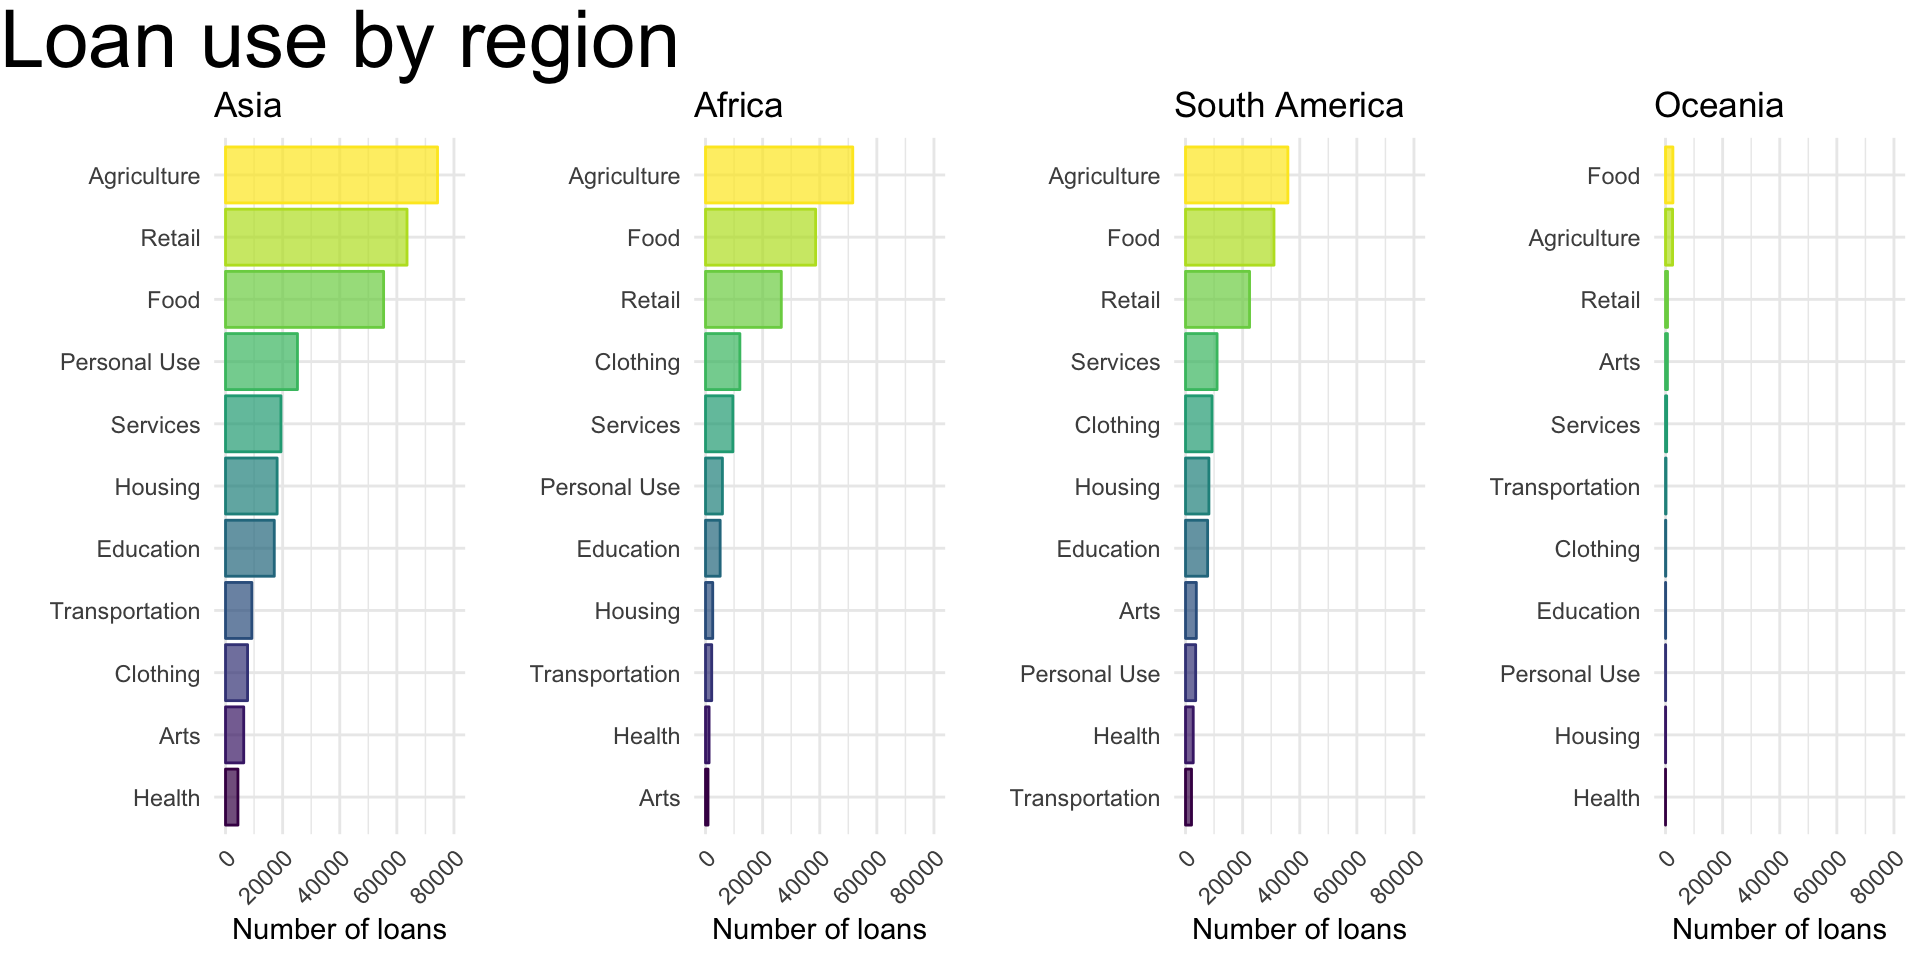 Loan use by region
Asia
Agriculture
Retail
Food
Personal Use
Services
Housing
Education
Transportation
Clothing
Arts
Health
0
20000
40000
60000
80000
Number of loans
Africa
Agriculture
Food
Retail
Clothing
Services
Personal Use
Education
Housing
Transportation
Health
Arts
0
20000
40000
60000
80000
Number of loans
South America
Agriculture
Food
Retail
Services
Clothing
Housing
Education
Arts
Personal Use
Health
Transportation
0
20000
40000
60000
80000
Number of loans
Oceania
Food
Agriculture
Retail
Arts
Services
Transportation
Clothing
Education
Personal Use
Housing
Health
0
20000
40000
60000
80000
Number of loans